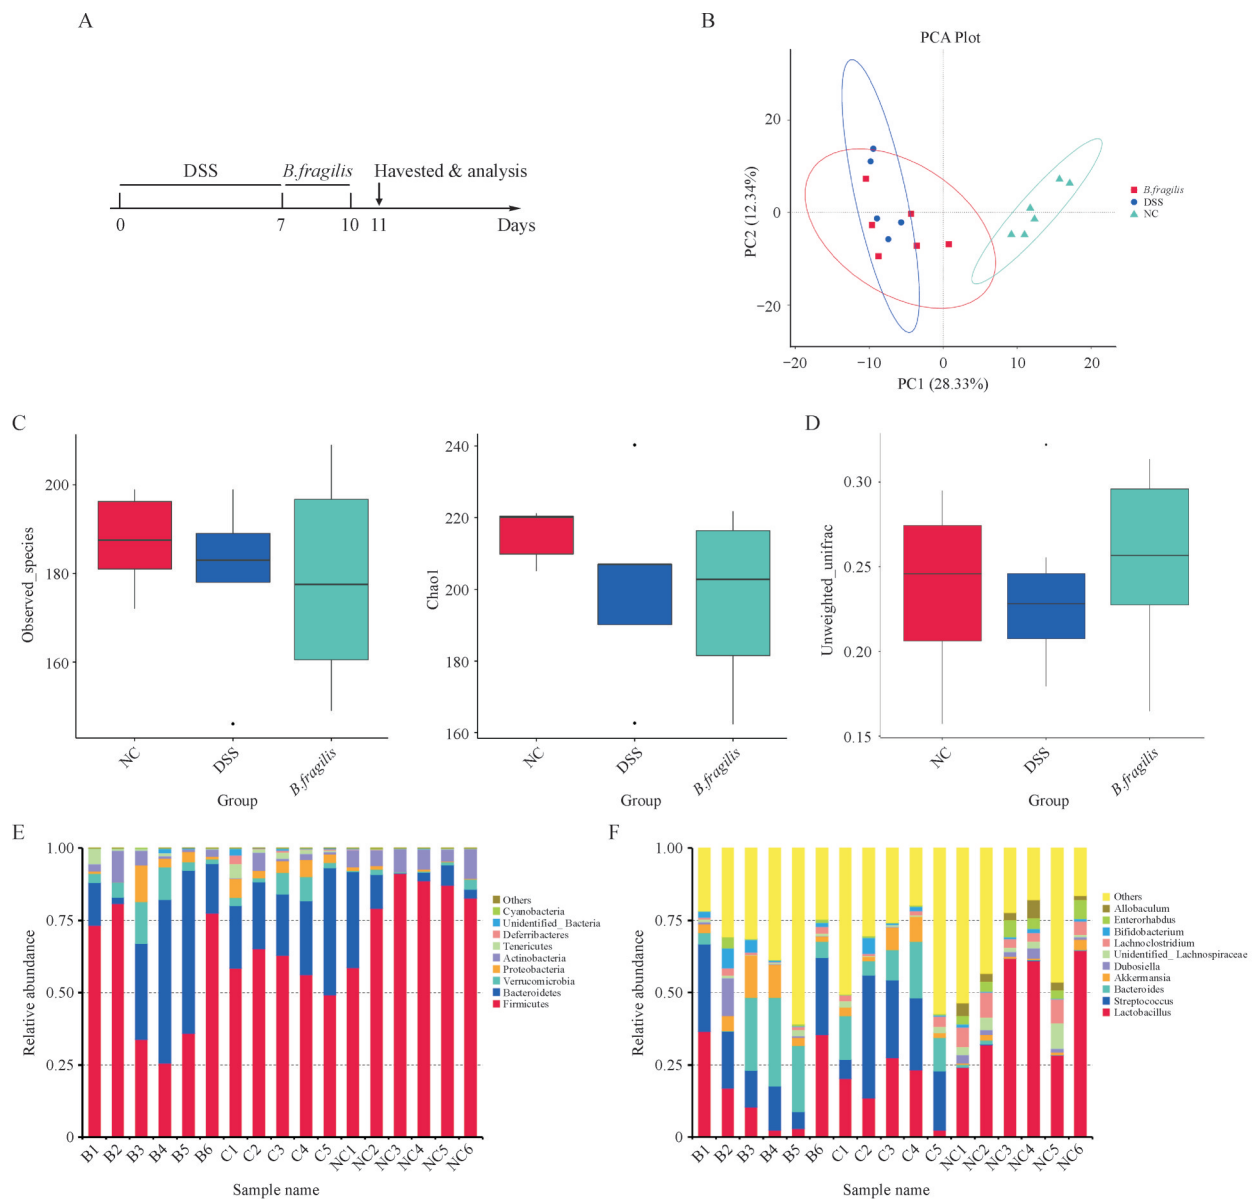 A
DSS
B.fragilis
Havested & analysis
0
7
10
11
Days
B
PCA Plot
PC2 (12.34%)
20
0
−20
−20
−10
0
10
20
PC1 (28.33%)
B.fragilis
DSS
NC
C
Observed_species
200
180
160
NC
DSS
B.fragilis
Group
Chao1
240
220
200
180
160
NC
DSS
B.fragilis
Group
D
Unweighted_unifrac
0.30
0.25
0.20
0.15
NC
DSS
B.fragilis
Group
E
Relative abundance
1.00
0.75
0.50
0.25
0
B1
B2
B3
B4
B5
B6
C1
C2
C3
C4
C5
NC1
NC2
NC3
NC4
NC5
NC6
Sample name
Others
Cyanobacteria
Unidentified_ Bacteria
Deferribacteres
Tenericutes
Actinobacteria
Proteobacteria
Verrucomicrobia
Bacteroidetes
Firmicutes
F
Relative abundance
1.00
0.75
0.50
0.25
0
B1
B2
B3
B4
B5
B6
C1
C2
C3
C4
C5
NC1
NC2
NC3
NC4
NC5
NC6
Sample name
Others
Allobaculum
Enterorhabdus
Bifidobacterium
Lachnoclostridium
Unidentified_ Lachnospiraceae
Dubosiella
Akkermansia
Bacteroides
Streptococcus
Lactobacillus